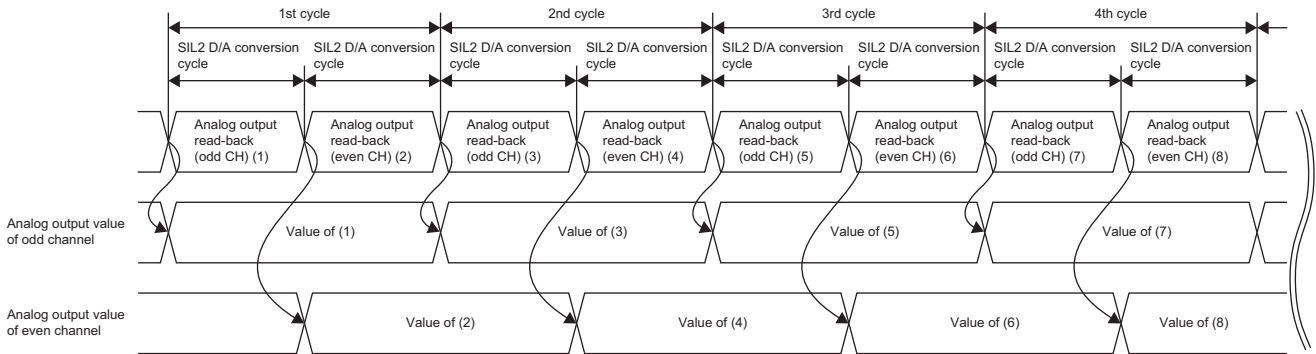 1st cycle
2nd cycle
3rd cycle
4th cycle
SIL2 D/A conversion
cycle
SIL2 D/A conversion
cycle
SIL2 D/A conversion
cycle
SIL2 D/A conversion
cycle
SIL2 D/A conversion
cycle
SIL2 D/A conversion
cycle
SIL2 D/A conversion
cycle
SIL2 D/A conversion
cycle
Analog output
read-back
(odd CH) (1)
Analog output
read-back
(even CH) (2)
Analog output
read-back
(odd CH) (3)
Analog output
read-back
(even CH) (4)
Analog output
read-back
(odd CH) (5)
Analog output
read-back
(even CH) (6)
Analog output
read-back
(odd CH) (7)
Analog output
read-back
(even CH) (8)
Analog output value
of odd channel
Value of (1)
Value of (3)
Value of (5)
Value of (7)
Analog output value
of even channel
Value of (2)
Value of (4)
Value of (6)
Value of (8)